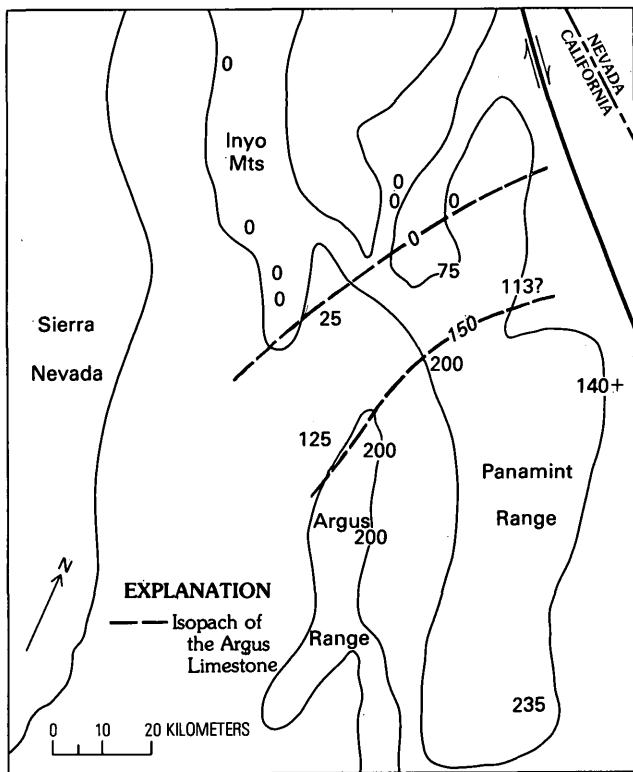 NEVADA
CALIFORNIA
0
Inyo
Mts
0
0
0
0
0
0
0
75
25
113?
150
Sierra
Nevada
200
140+
125
200
Panamint
Range
Argus
200
N
EXPLANATION
Isopach of
the Argus
Limestone
Range
235
0 10 20 KILOMETERS